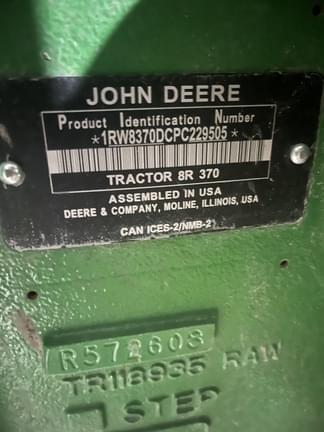 JOHN DEERE
Product Identification Number
*1RW8370DCPC229505*
TRACTOR 8R 370
ASSEMBLED IN USA
DEERE & COMPANY, MOLINE, ILLINOIS, USA
CAN ICES-2/NMB-2
R572608
TR118935 RAW
STEP